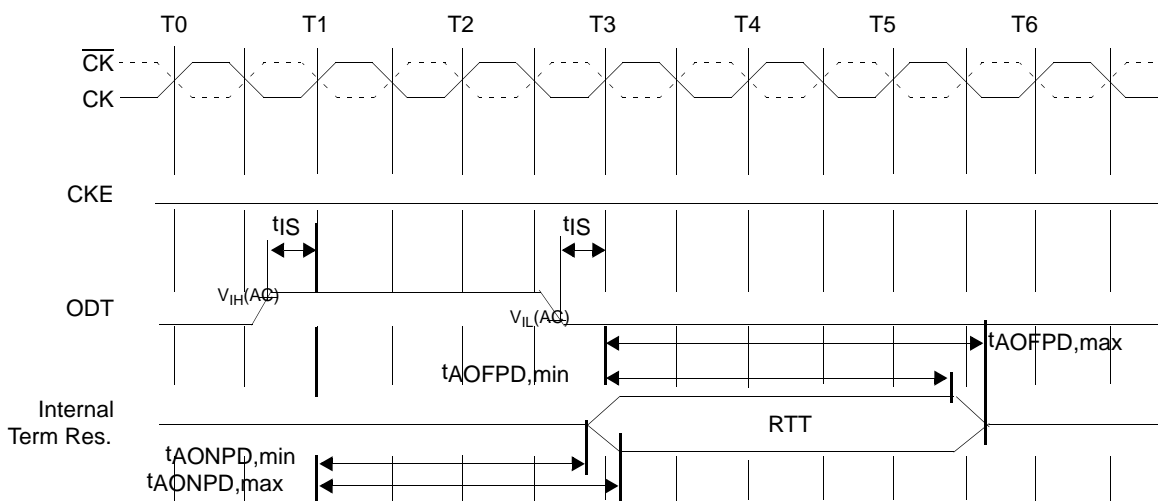 T0 T1 T2 T3 T4 T5 T6
CK
CK
CKE
tIS tIS
VIH(AC)
ODT
VIL(AC)
tAOFPD,max
tAOFPD,min
Internal
Term Res.
RTT
tAONPD,min
tAONPD,max